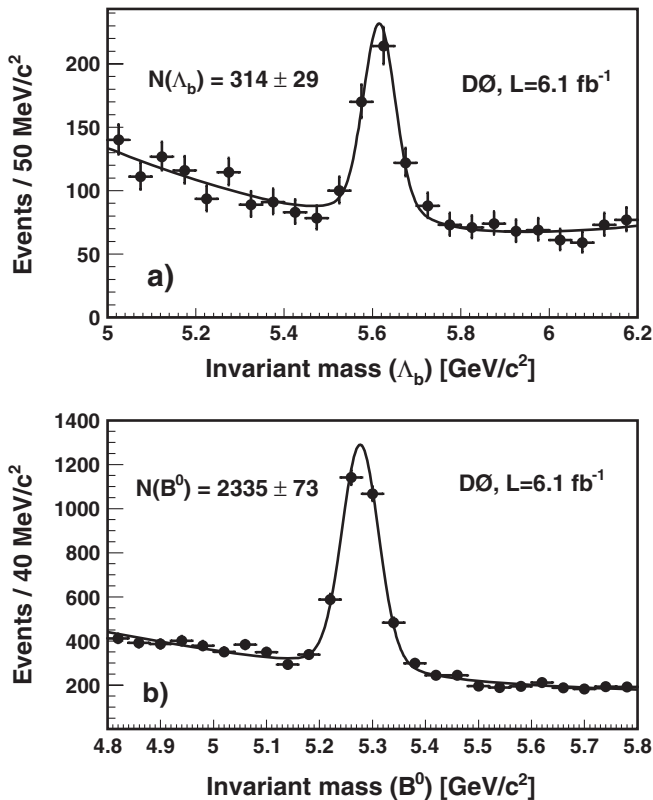 Events / 50 MeV/c²
200
150
100
50
0
N(Λb) = 314 ± 29
DØ, L=6.1 fb⁻¹
a)
5 5.2 5.4 5.6 5.8 6 6.2
Invariant mass (Λb) [GeV/c²]
Events / 40 MeV/c²
1400
1200
1000
800
600
400
200
N(B⁰) = 2335 ± 73
DØ, L=6.1 fb⁻¹
b)
4.8 4.9 5 5.1 5.2 5.3 5.4 5.5 5.6 5.7 5.8
Invariant mass (B⁰) [GeV/c²]